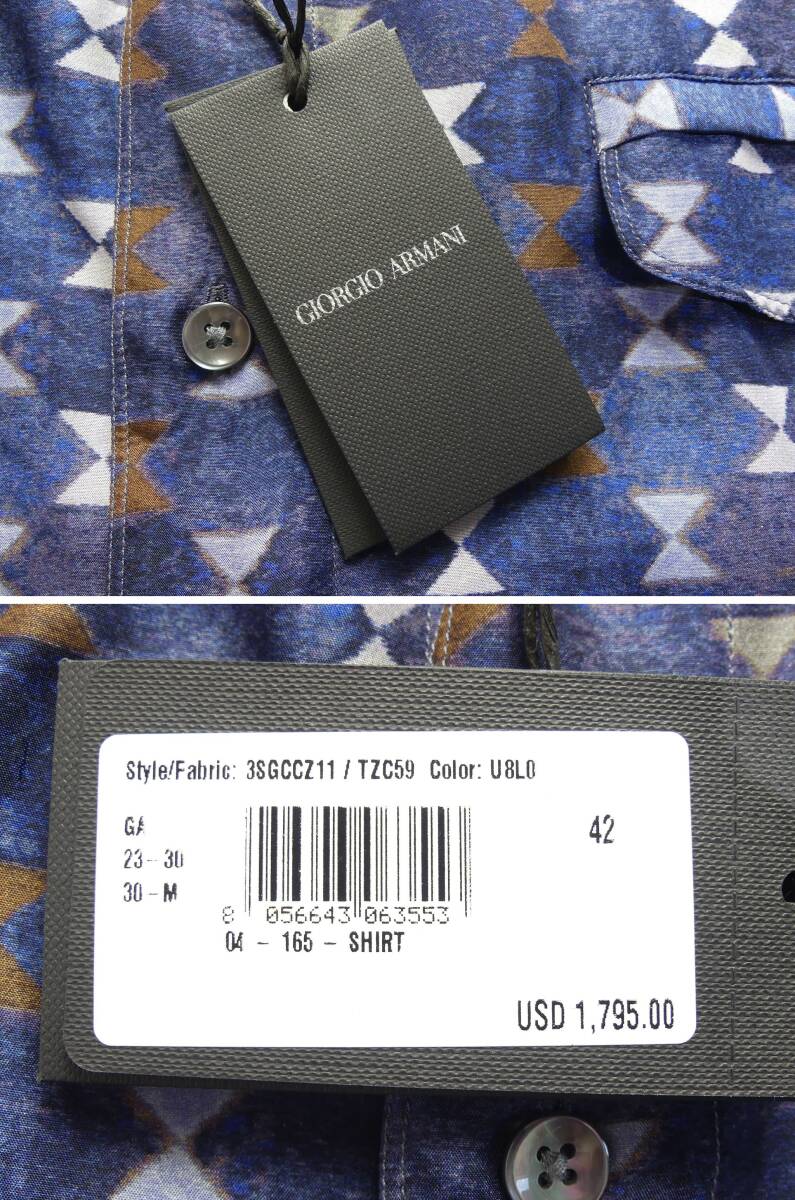 GIORGIO ARMANI
Style/Fabric: 3SGCCZ11 / TZC59 Color: U8L0
GA
23-30
30-M
42
8 056643 063553
04 - 165 - SHIRT
USD 1,795.00